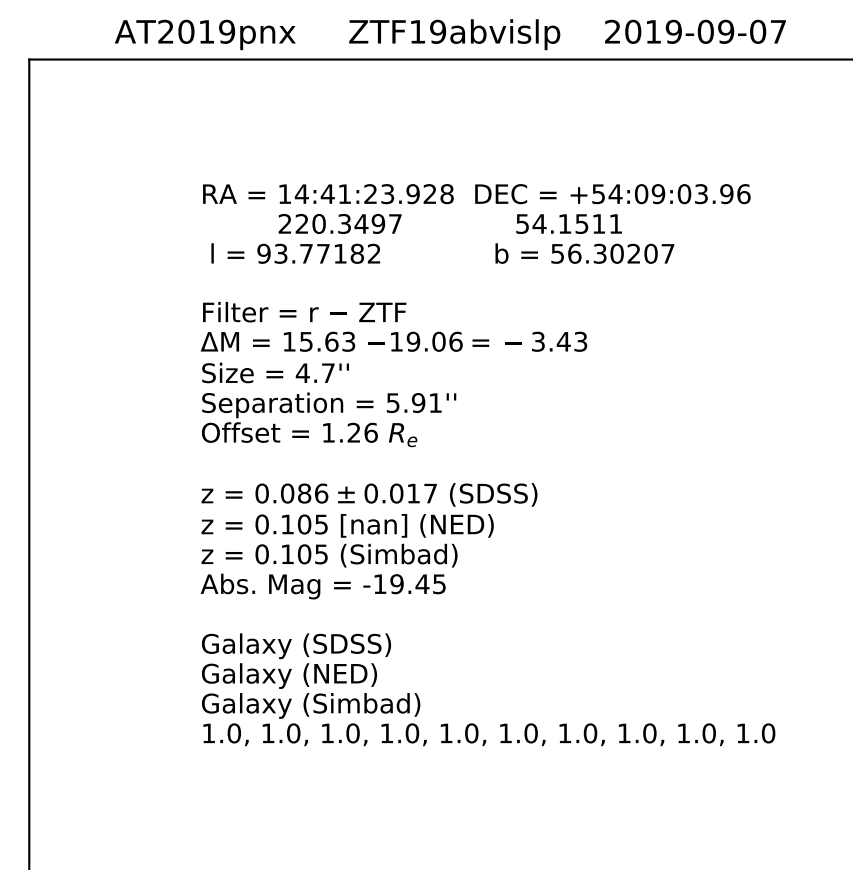 AT2019pnx ZTF19abvislp 2019-09-07
RA = 14:41:23.928 DEC = +54:09:03.96
220.3497 54.1511
l = 93.77182 b = 56.30207
Filter = r − ZTF
ΔM = 15.63 −19.06 = − 3.43
Size = 4.7''
Separation = 5.91''
Offset = 1.26 Rₑ
z = 0.086 ± 0.017 (SDSS)
z = 0.105 [nan] (NED)
z = 0.105 (Simbad)
Abs. Mag = -19.45
Galaxy (SDSS)
Galaxy (NED)
Galaxy (Simbad)
1.0, 1.0, 1.0, 1.0, 1.0, 1.0, 1.0, 1.0, 1.0, 1.0